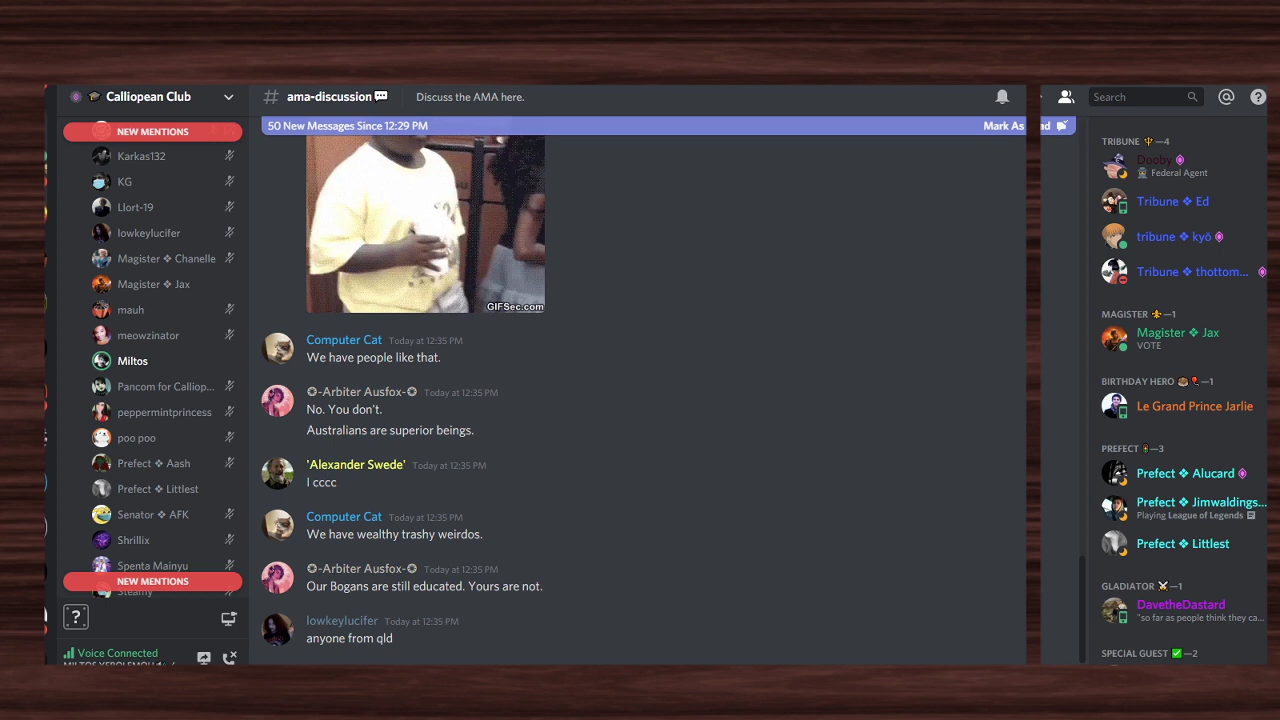 Calliopean Club
NEW MENTIONS
Karkas132
KG
Llort-19
lowkeylucifer
Magister ❖ Chanelle
Magister ❖ Jax
mauh
meowzinator
Miltos
Pancom for Calliop...
peppermintprincess
poo poo
Prefect ❖ Aash
Prefect ❖ Littlest
Senator ❖ AFK
Shrillix
Spenta Mainyu
NEW MENTIONS
Steamy
?
Voice Connected
# ama-discussion 💬
Discuss the AMA here.
50 New Messages Since 12:29 PM
Mark As
ad
GIFSec.com
Computer Cat Today at 12:35 PM
We have people like that.
✪-Arbiter Ausfox-✪ Today at 12:35 PM
No. You don't.
Australians are superior beings.
'Alexander Swede' Today at 12:35 PM
I cccc
Computer Cat Today at 12:35 PM
We have wealthy trashy weirdos.
✪-Arbiter Ausfox-✪ Today at 12:35 PM
Our Bogans are still educated. Yours are not.
lowkeylucifer Today at 12:35 PM
anyone from qld
Search
TRIBUNE 🔱—4
Dooby
Federal Agent
Tribune ❖ Ed
tribune ❖ kyō
Tribune ❖ thottom...
MAGISTER ⚜—1
Magister ❖ Jax
VOTE
BIRTHDAY HERO 🎂🎈—1
Le Grand Prince Jarlie
PREFECT —3
Prefect ❖ Alucard
Prefect ❖ Jimwaldings...
Playing League of Legends
Prefect ❖ Littlest
GLADIATOR ⚔—1
DavetheDastard
"so far as people think they ca...
SPECIAL GUEST ✅—2